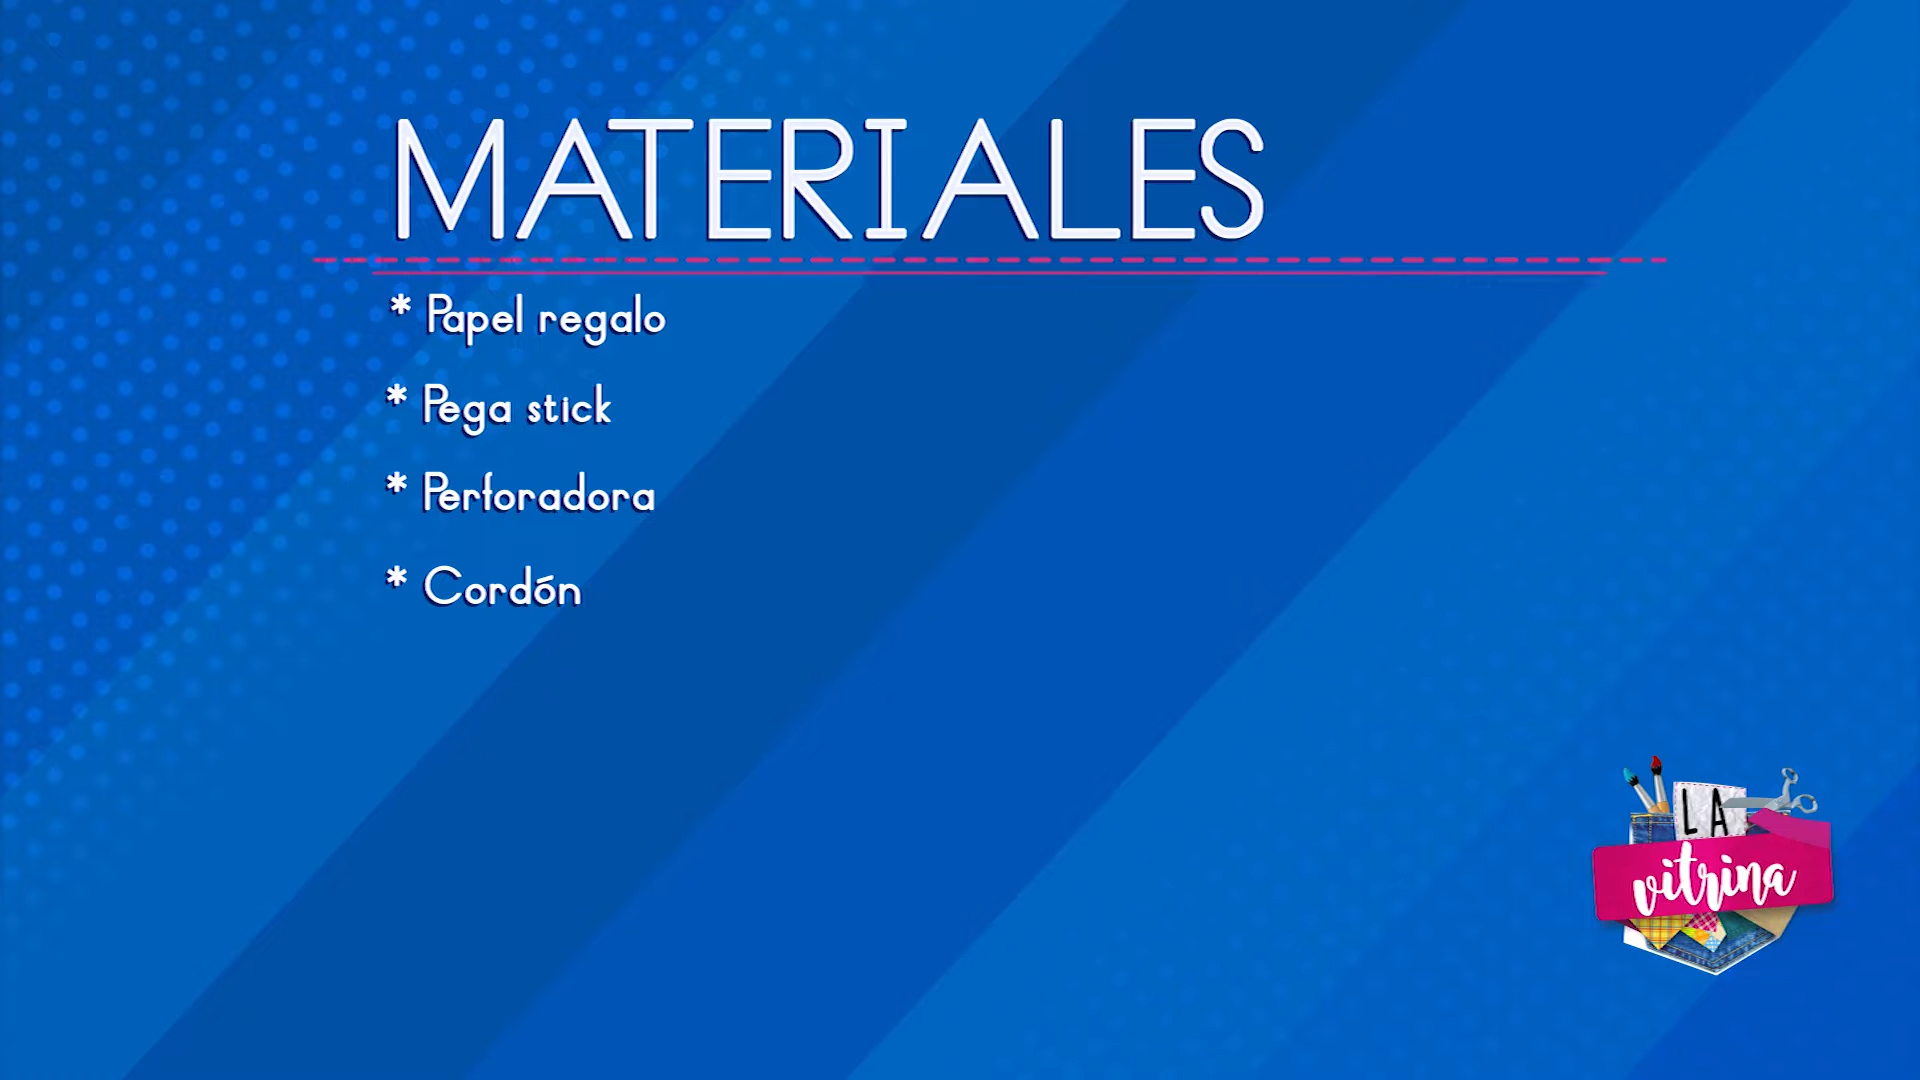 MATERIALES
* Papel regalo
* Pega stick
* Perforadora
* Cordón
LA
vitrina